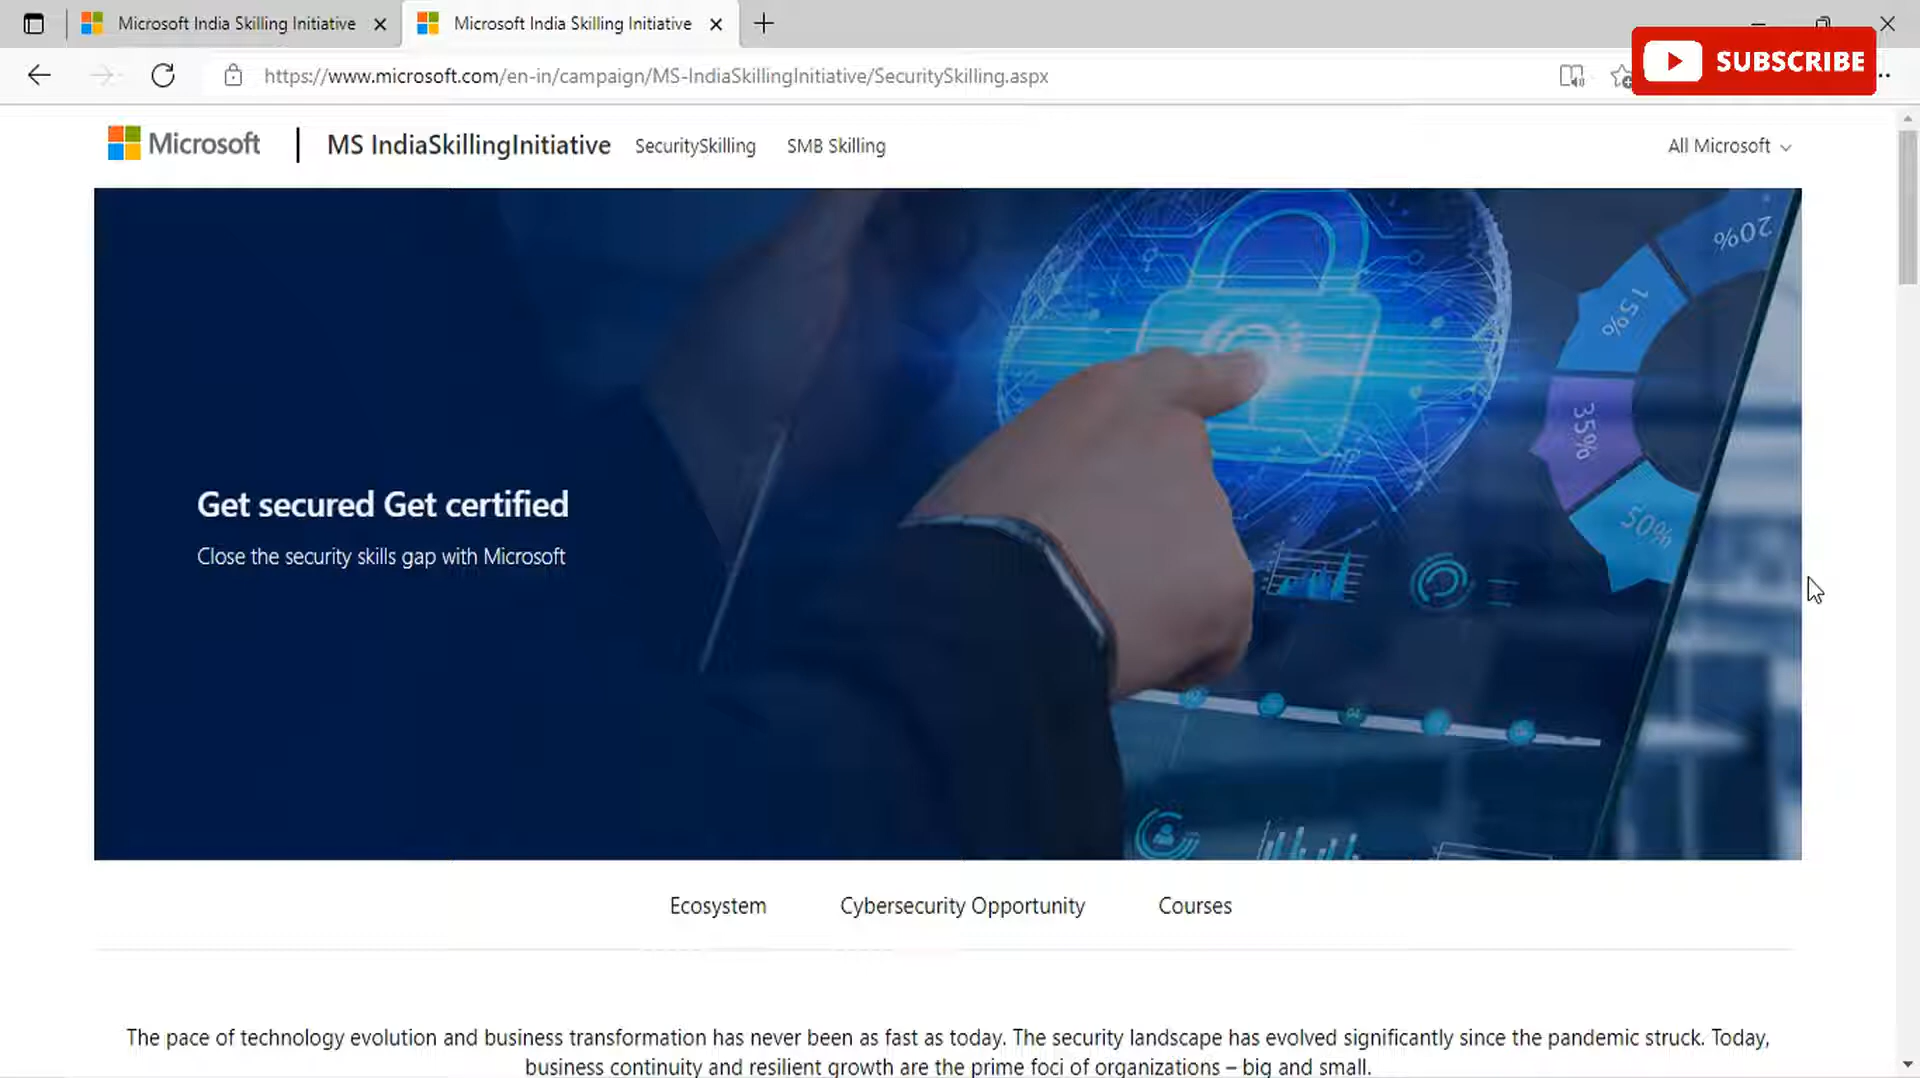 Microsoft India Skilling Initiative
Microsoft India Skilling Initiative
https://www.microsoft.com/en-in/campaign/MS-IndiaSkillingInitiative/SecuritySkilling.aspx
SUBSCRIBE
Microsoft
MS IndiaSkillingInitiative
SecuritySkilling
SMB Skilling
All Microsoft
20%
15%
35%
50%
Get secured Get certified
Close the security skills gap with Microsoft
Ecosystem
Cybersecurity Opportunity
Courses
The pace of technology evolution and business transformation has never been as fast as today. The security landscape has evolved significantly since the pandemic struck. Today,
business continuity and resilient growth are the prime foci of organizations – big and small.